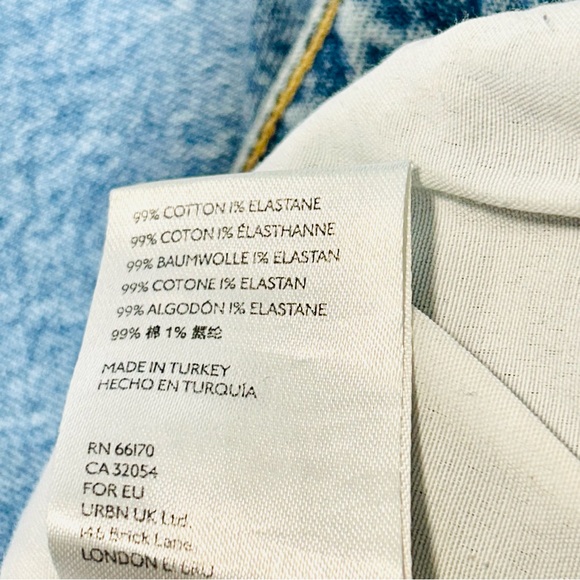 99% COTTON 1% ELASTANE
99% COTON 1% ÉLASTHANNE
99% BAUMWOLLE 1% ELASTAN
99% COTONE 1% ELASTAN
99% ALGODÓN 1% ELASTANE
99% 棉 1% 氨纶
MADE IN TURKEY
HECHO EN TURQUÍA
RN 66170
CA 32054
FOR EU
URBN UK Ltd.
146 Brick Lane
LONDON